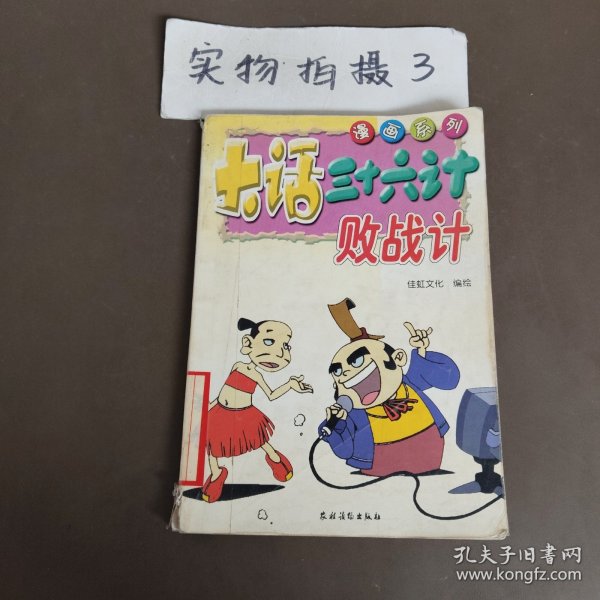 实物拍摄3
漫画系列
大话三十六计
败战计
佳虹文化 编绘
农村读物出版社
孔夫子旧书网
www.kongfz.com